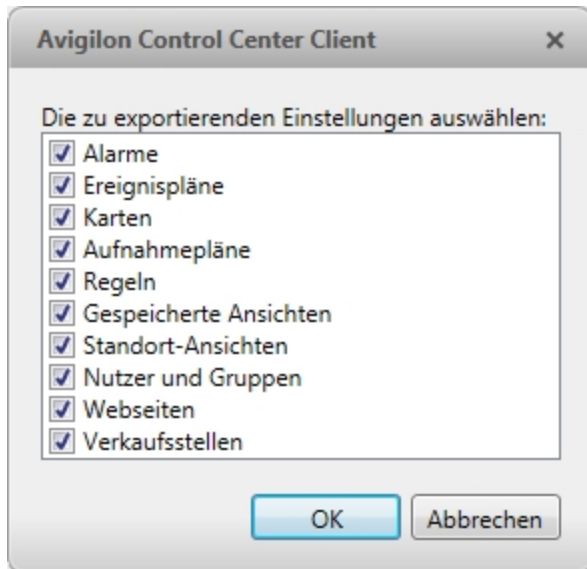 Avigilon Control Center Client
Die zu exportierenden Einstellungen auswählen:
Alarme
Ereignispläne
Karten
Aufnahmepläne
Regeln
Gespeicherte Ansichten
Standort-Ansichten
Nutzer und Gruppen
Webseiten
Verkaufsstellen
OK
Abbrechen